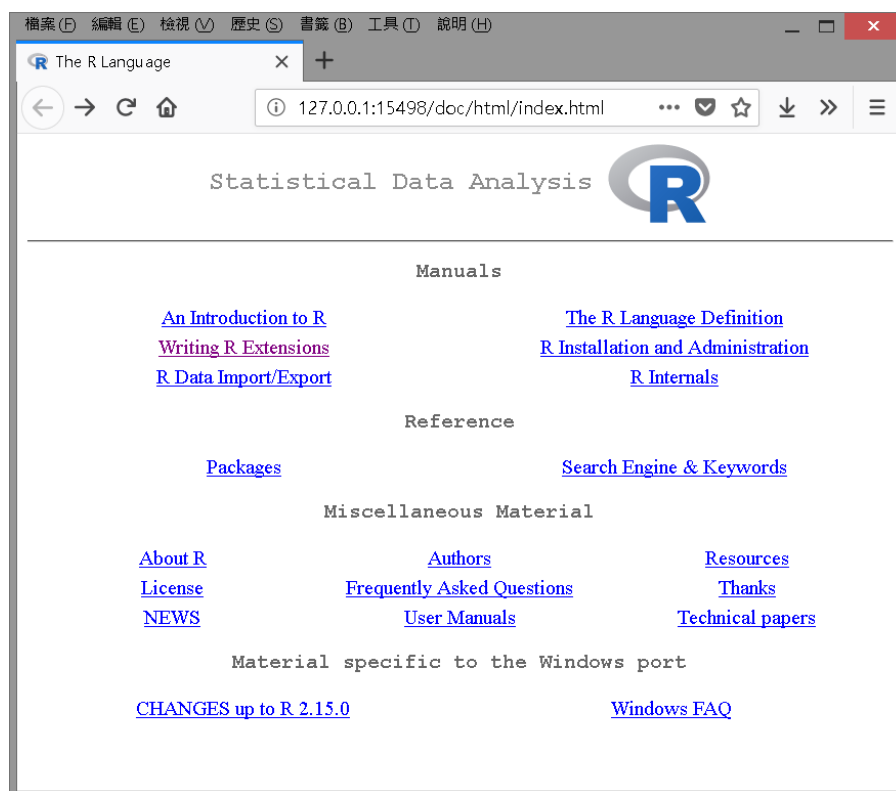 檔案(F) 編輯(E) 檢視(V) 歷史(S) 書籤(B) 工具(T) 說明(H)
The R Language
127.0.0.1:15498/doc/html/index.html
Statistical Data Analysis R
Manuals
An Introduction to R The R Language Definition
Writing R Extensions R Installation and Administration
R Data Import/Export R Internals
Reference
Packages Search Engine & Keywords
Miscellaneous Material
About R Authors Resources
License Frequently Asked Questions Thanks
NEWS User Manuals Technical papers
Material specific to the Windows port
CHANGES up to R 2.15.0 Windows FAQ